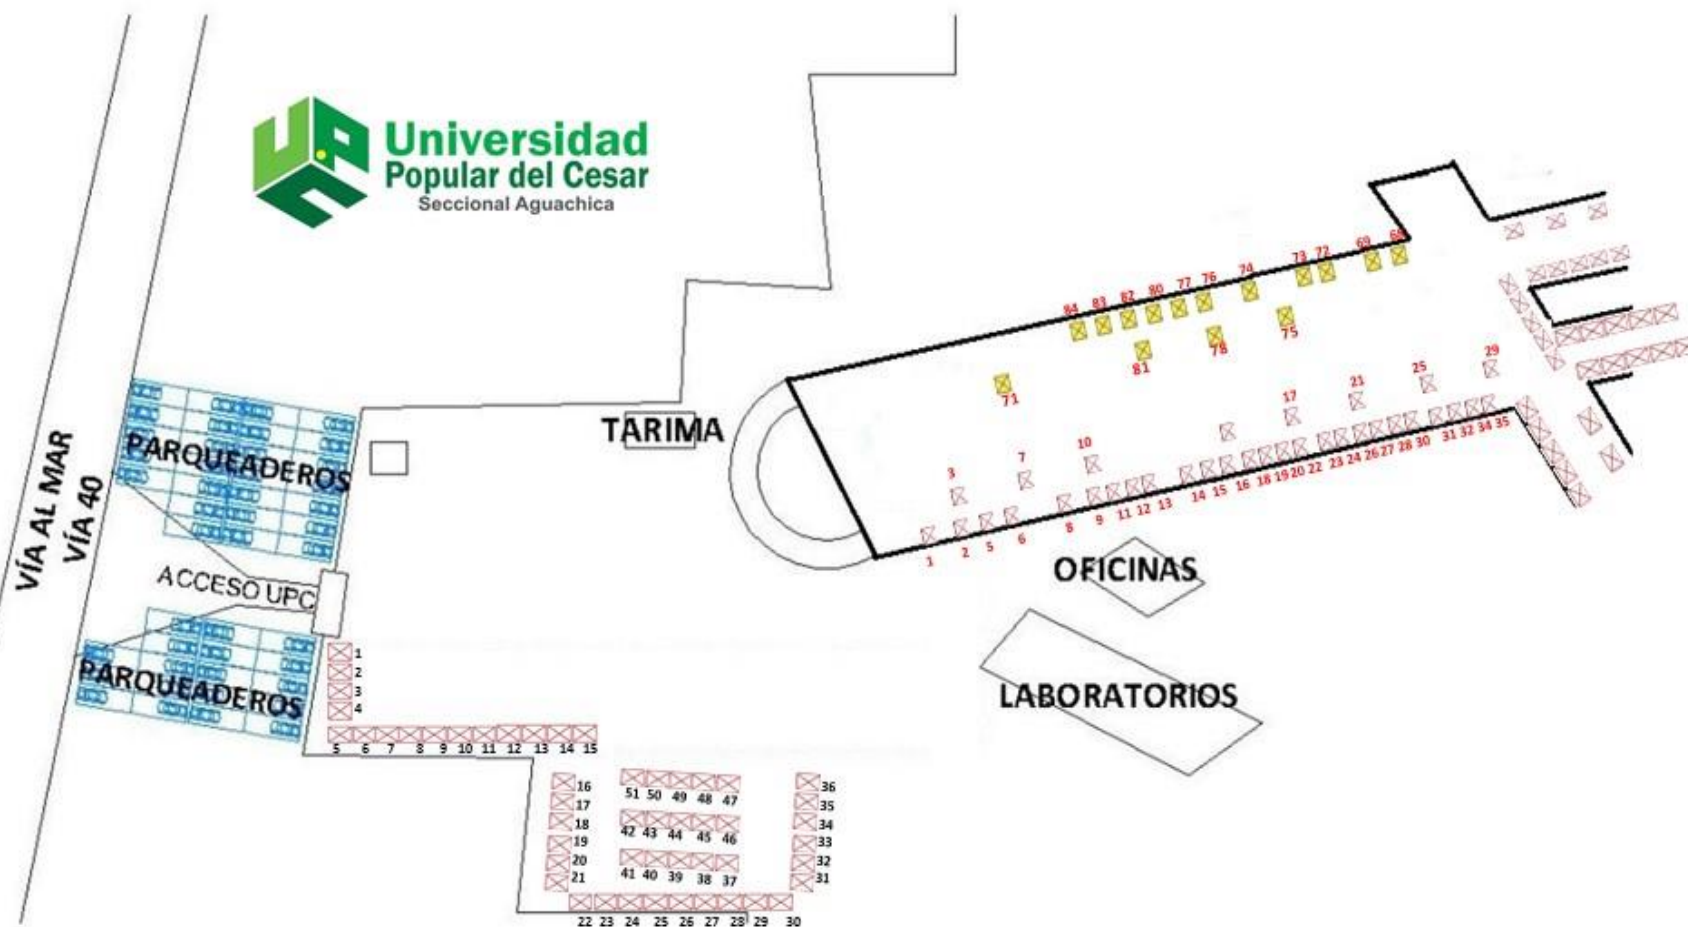 Universidad
Popular del Cesar
Seccional Aguachica
VÍA AL MAR
VÍA 40
PARQUEADEROS
ACCESO UPC
PARQUEADEROS
TARIMA
OFICINAS
LABORATORIOS
84 83 82 80 77 76 74 73 72 69 68
71 81 78 75
3 7 10 17 21 25 29
1 2 5 6 8 9 11 12 13 14 15 16 18 19 20 22 23 24 26 27 28 30 31 32 34 35
1
2
3
4
5 6 7 8 9 10 11 12 13 14 15
16
17
18
19
20
21
51 50 49 48 47
42 43 44 45 46
41 40 39 38 37
36
35
34
33
32
31
22 23 24 25 26 27 28 29 30